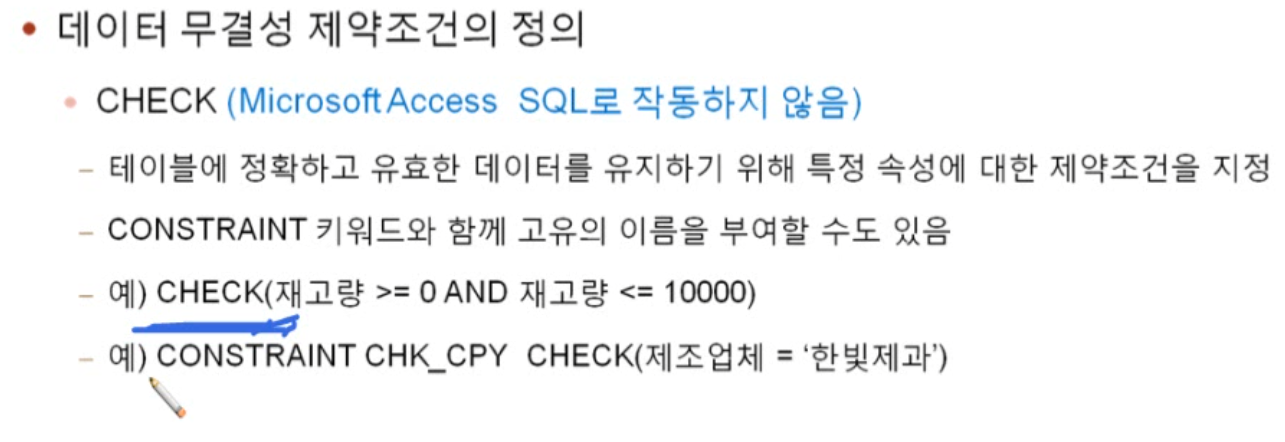 • 데이터 무결성 제약조건의 정의
• CHECK (Microsoft Access SQL로 작동하지 않음)
– 테이블에 정확하고 유효한 데이터를 유지하기 위해 특정 속성에 대한 제약조건을 지정
– CONSTRAINT 키워드와 함께 고유의 이름을 부여할 수도 있음
– 예) CHECK(재고량 >= 0 AND 재고량 <= 10000)
– 예) CONSTRAINT CHK_CPY CHECK(제조업체 = ‘한빛제과’)